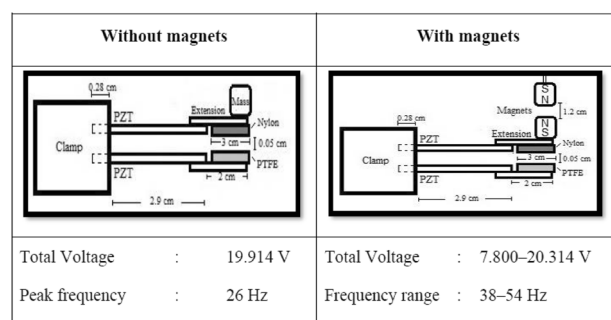 Without magnets
With magnets
0.28 cm
PZT
Extension
Mass
Nylon
3 cm
0.05 cm
Clamp
PTFE
PZT
2 cm
2.9 cm
S
N
Magnets
1.2 cm
N
S
0.28 cm
PZT
Extension
Nylon
3 cm
0.05 cm
Clamp
PTFE
PZT
2 cm
2.9 cm
Total Voltage : 19.914 V
Peak frequency : 26 Hz
Total Voltage : 7.800–20.314 V
Frequency range : 38–54 Hz